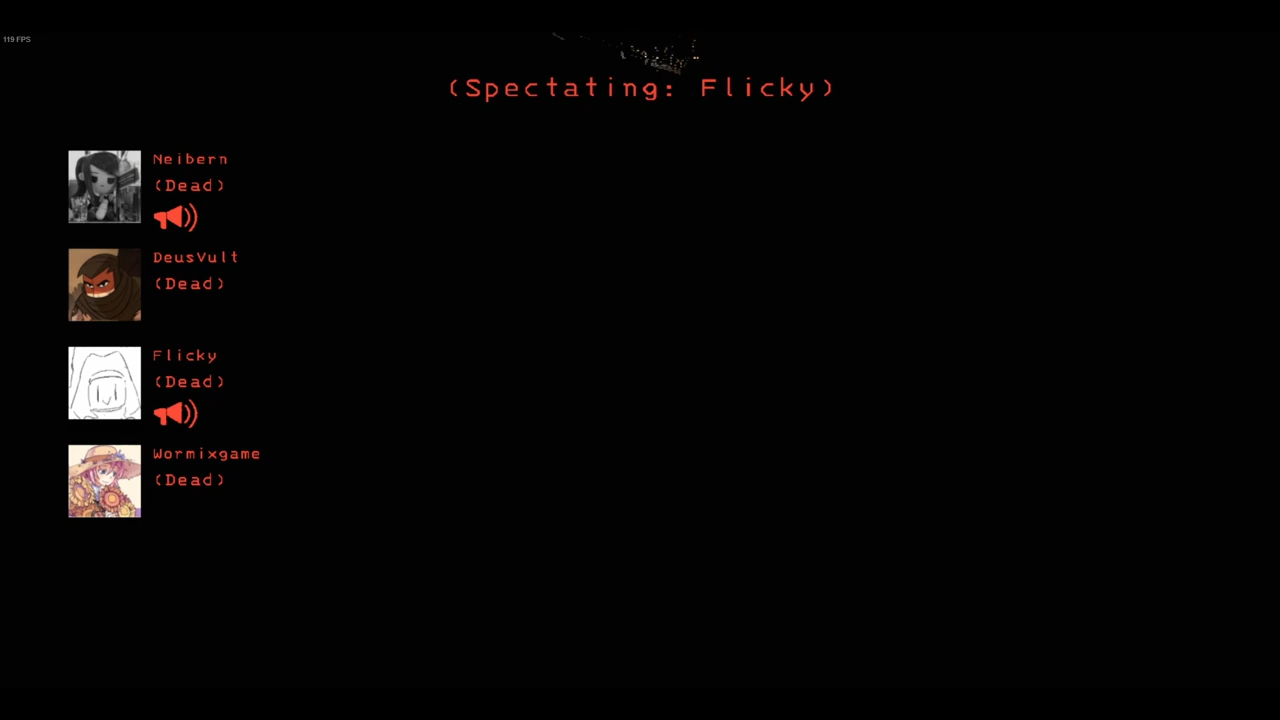 119 FPS
(Spectating: Flicky)
Neibern
(Dead)
DeusVult
(Dead)
Flicky
(Dead)
Wormixgame
(Dead)